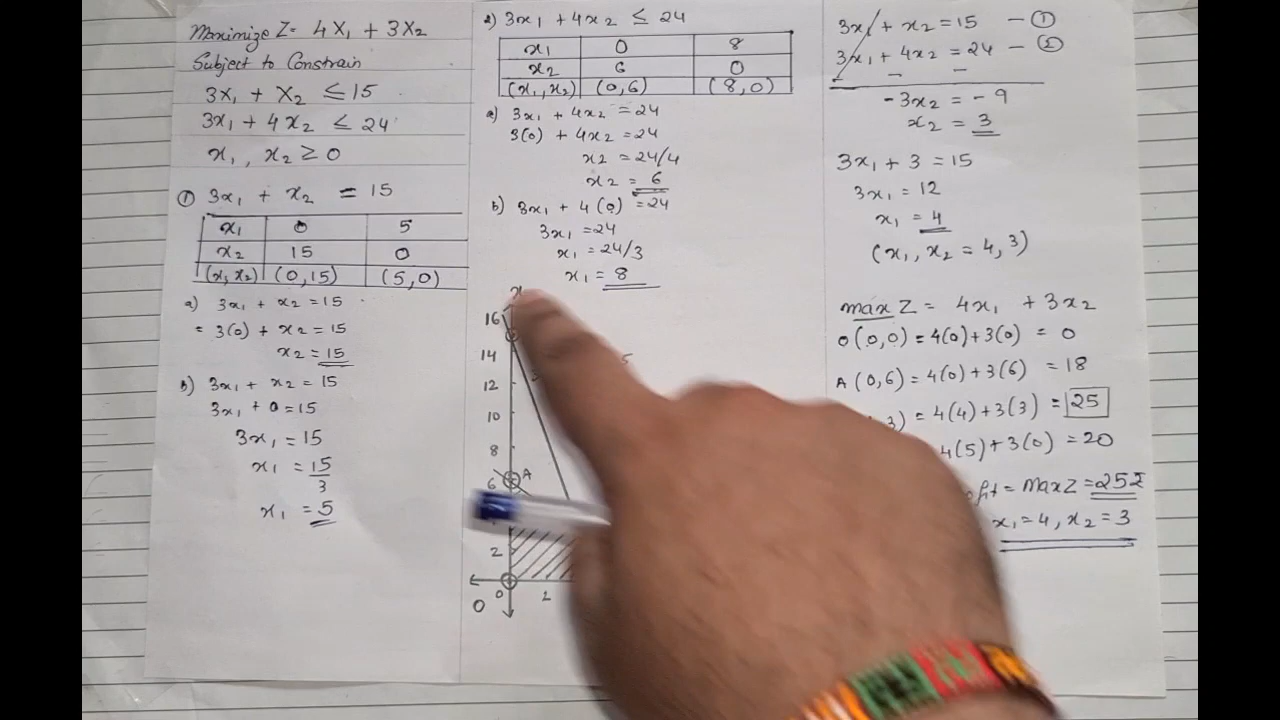 Maximize Z= 4X₁ + 3X₂
Subject to Constrain
3X₁ + X₂ ≤ 15
3X₁ + 4X₂ ≤ 24
x₁, x₂ ≥ 0
① 3x₁ + x₂ = 15
x₁ 0 5
x₂ 15 0
(x₁ x₂) (0,15) (5,0)
a) 3x₁ + x₂ = 15
= 3(0) + x₂ = 15
x₂ = 15
b) 3x₁ + x₂ = 15
3x₁ + 0 = 15
3x₁ = 15
x₁ = 15/3
x₁ = 5
2) 3x₁ + 4x₂ ≤ 24
x₁ 0 8
x₂ 6 0
(x₁, x₂) (0,6) (8,0)
a) 3x₁ + 4x₂ = 24
3(0) + 4x₂ = 24
x₂ = 24/4
x₂ = 6
b) 3x₁ + 4(0) = 24
3x₁ = 24
x₁ = 24/3
x₁ = 8
x
16
14
12
10
8
A
6
2
0 1
O
5
3x₁ + x₂ = 15 — ①
3x₁ + 4x₂ = 24 — ②
- -
-3x₂ = -9
x₂ = 3
3x₁ + 3 = 15
3x₁ = 12
x₁ = 4
(x₁, x₂ = 4, 3)
max Z = 4x₁ + 3x₂
O(0,0) = 4(0)+3(0) = 0
A(0,6) = 4(0)+3(6) = 18
3) = 4(4)+3(3) = 25
4(5)+3(0) = 20
= Max Z = 25
x₁ = 4, x₂ = 3